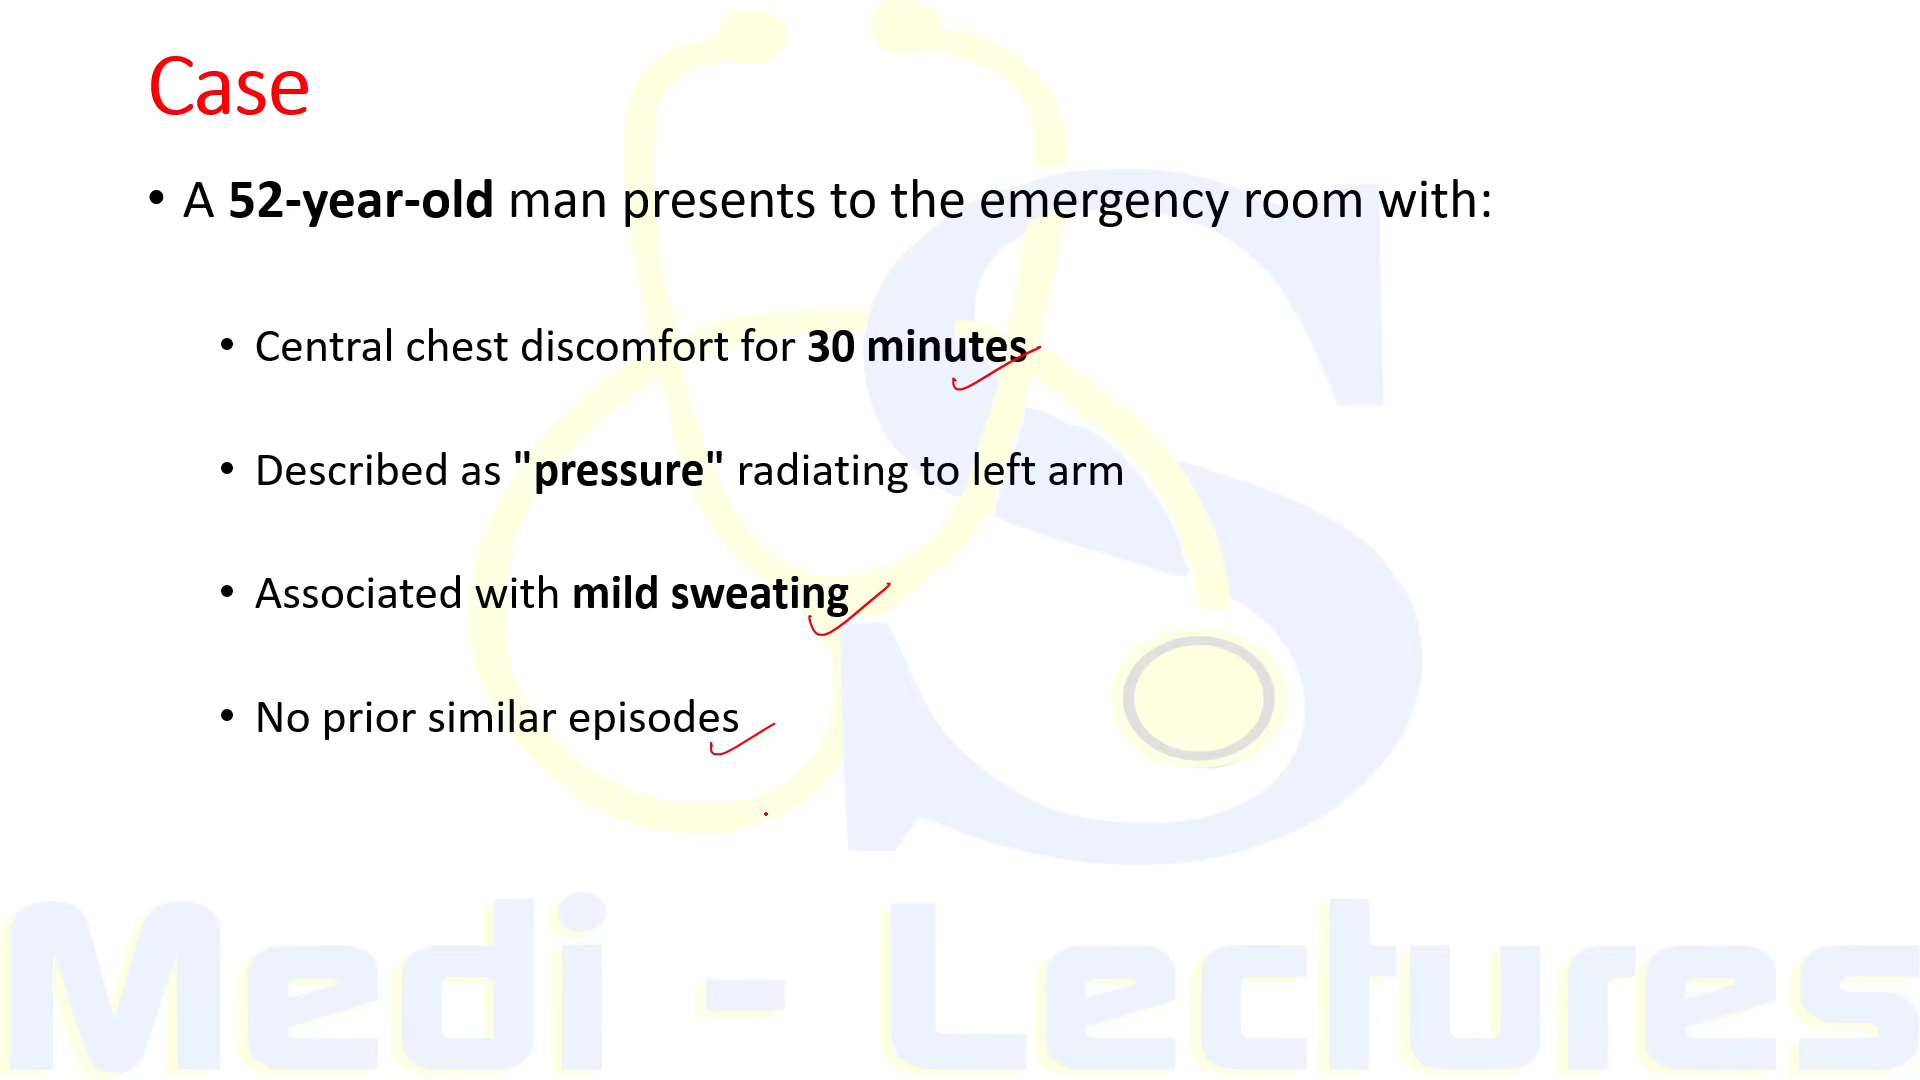 Case
• A 52-year-old man presents to the emergency room with:
• Central chest discomfort for 30 minutes
• Described as "pressure" radiating to left arm
• Associated with mild sweating
• No prior similar episodes
S
Medi - Lectures